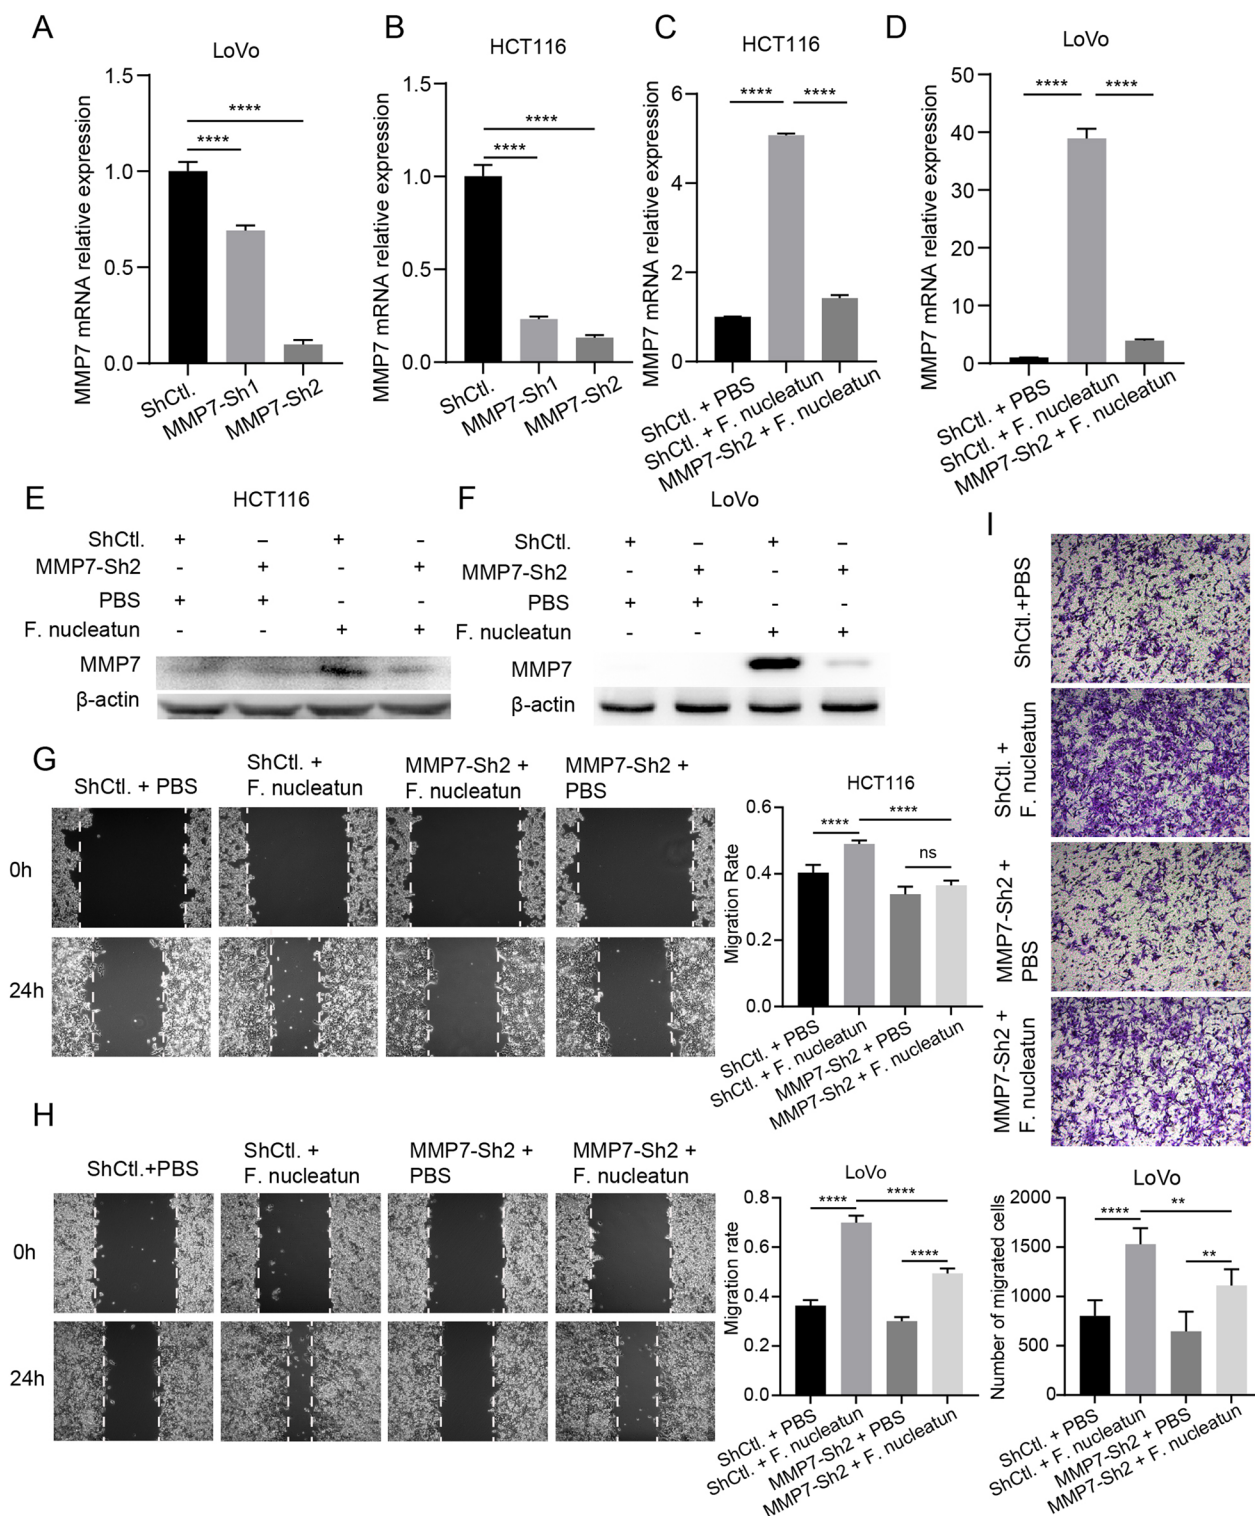 A
LoVo
MMP7 mRNA relative expression
1.5
1.0
0.5
0.0
****
****
ShCtl.
MMP7-Sh1
MMP7-Sh2
B
HCT116
MMP7 mRNA relative expression
1.5
1.0
0.5
0.0
****
****
ShCtl.
MMP7-Sh1
MMP7-Sh2
C
HCT116
MMP7 mRNA relative expression
6
4
2
0
**** ****
ShCtl. + PBS
ShCtl. + F. nucleatun
MMP7-Sh2 + F. nucleatun
D
LoVo
MMP7 mRNA relative expression
50
40
30
20
10
0
**** ****
ShCtl. + PBS
ShCtl. + F. nucleatun
MMP7-Sh2 + F. nucleatun
E
HCT116
ShCtl. + – + -
MMP7-Sh2 - + - +
PBS + + - -
F. nucleatun - - + +
MMP7
β-actin
F
LoVo
ShCtl. + – + –
MMP7-Sh2 - + - +
PBS + + - -
F. nucleatun - - + +
MMP7
β-actin
G
ShCtl. + PBS
ShCtl. +
F. nucleatun
MMP7-Sh2 +
F. nucleatun
MMP7-Sh2 +
PBS
0h
24h
HCT116
Migration Rate
0.6
0.4
0.2
0.0
**** ****
ns
ShCtl. + PBS
ShCtl. + F. nucleatun
MMP7-Sh2 + PBS
MMP7-Sh2 + F. nucleatun
H
ShCtl.+PBS
ShCtl. +
F. nucleatun
MMP7-Sh2 +
PBS
MMP7-Sh2 +
F. nucleatun
0h
24h
LoVo
Migration rate
0.8
0.6
0.4
0.2
0.0
**** ****
****
ShCtl. + PBS
ShCtl. + F. nucleatun
MMP7-Sh2 + PBS
MMP7-Sh2 + F. nucleatun
I
ShCtl.+PBS
ShCtl. +
F. nucleatun
MMP7-Sh2 +
PBS
MMP7-Sh2 +
F. nucleatun
LoVo
Number of migrated cells
2000
1500
1000
500
0
**** **
**
ShCtl. + PBS
ShCtl. + F. nucleatun
MMP7-Sh2 + PBS
MMP7-Sh2 + F. nucleatun